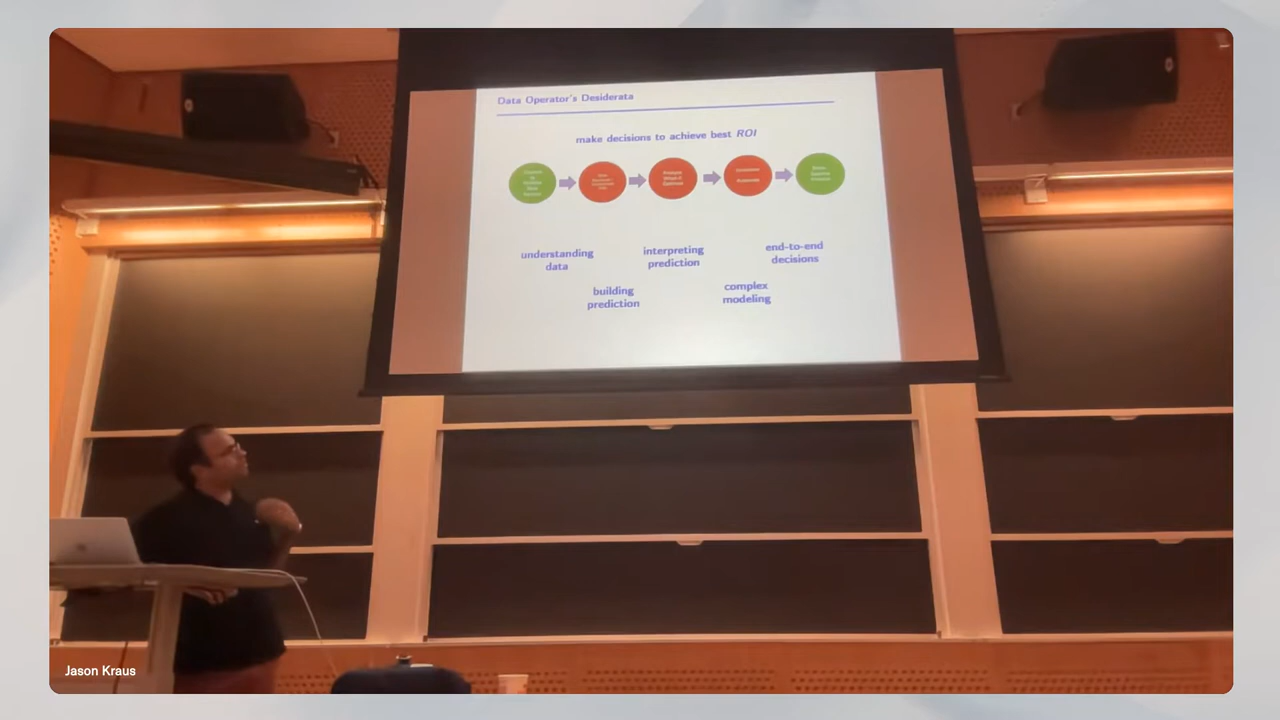 Data Operator's Desiderata
make decisions to achieve best ROI
understanding
data
interpreting
prediction
end-to-end
decisions
building
prediction
complex
modeling
Jason Kraus